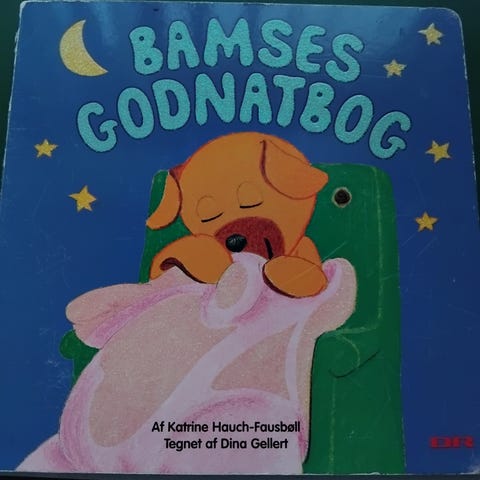 BAMSES
GODNATBOG
Af Katrine Hauch-Fausbøll
Tegnet af Dina Gellert
DR